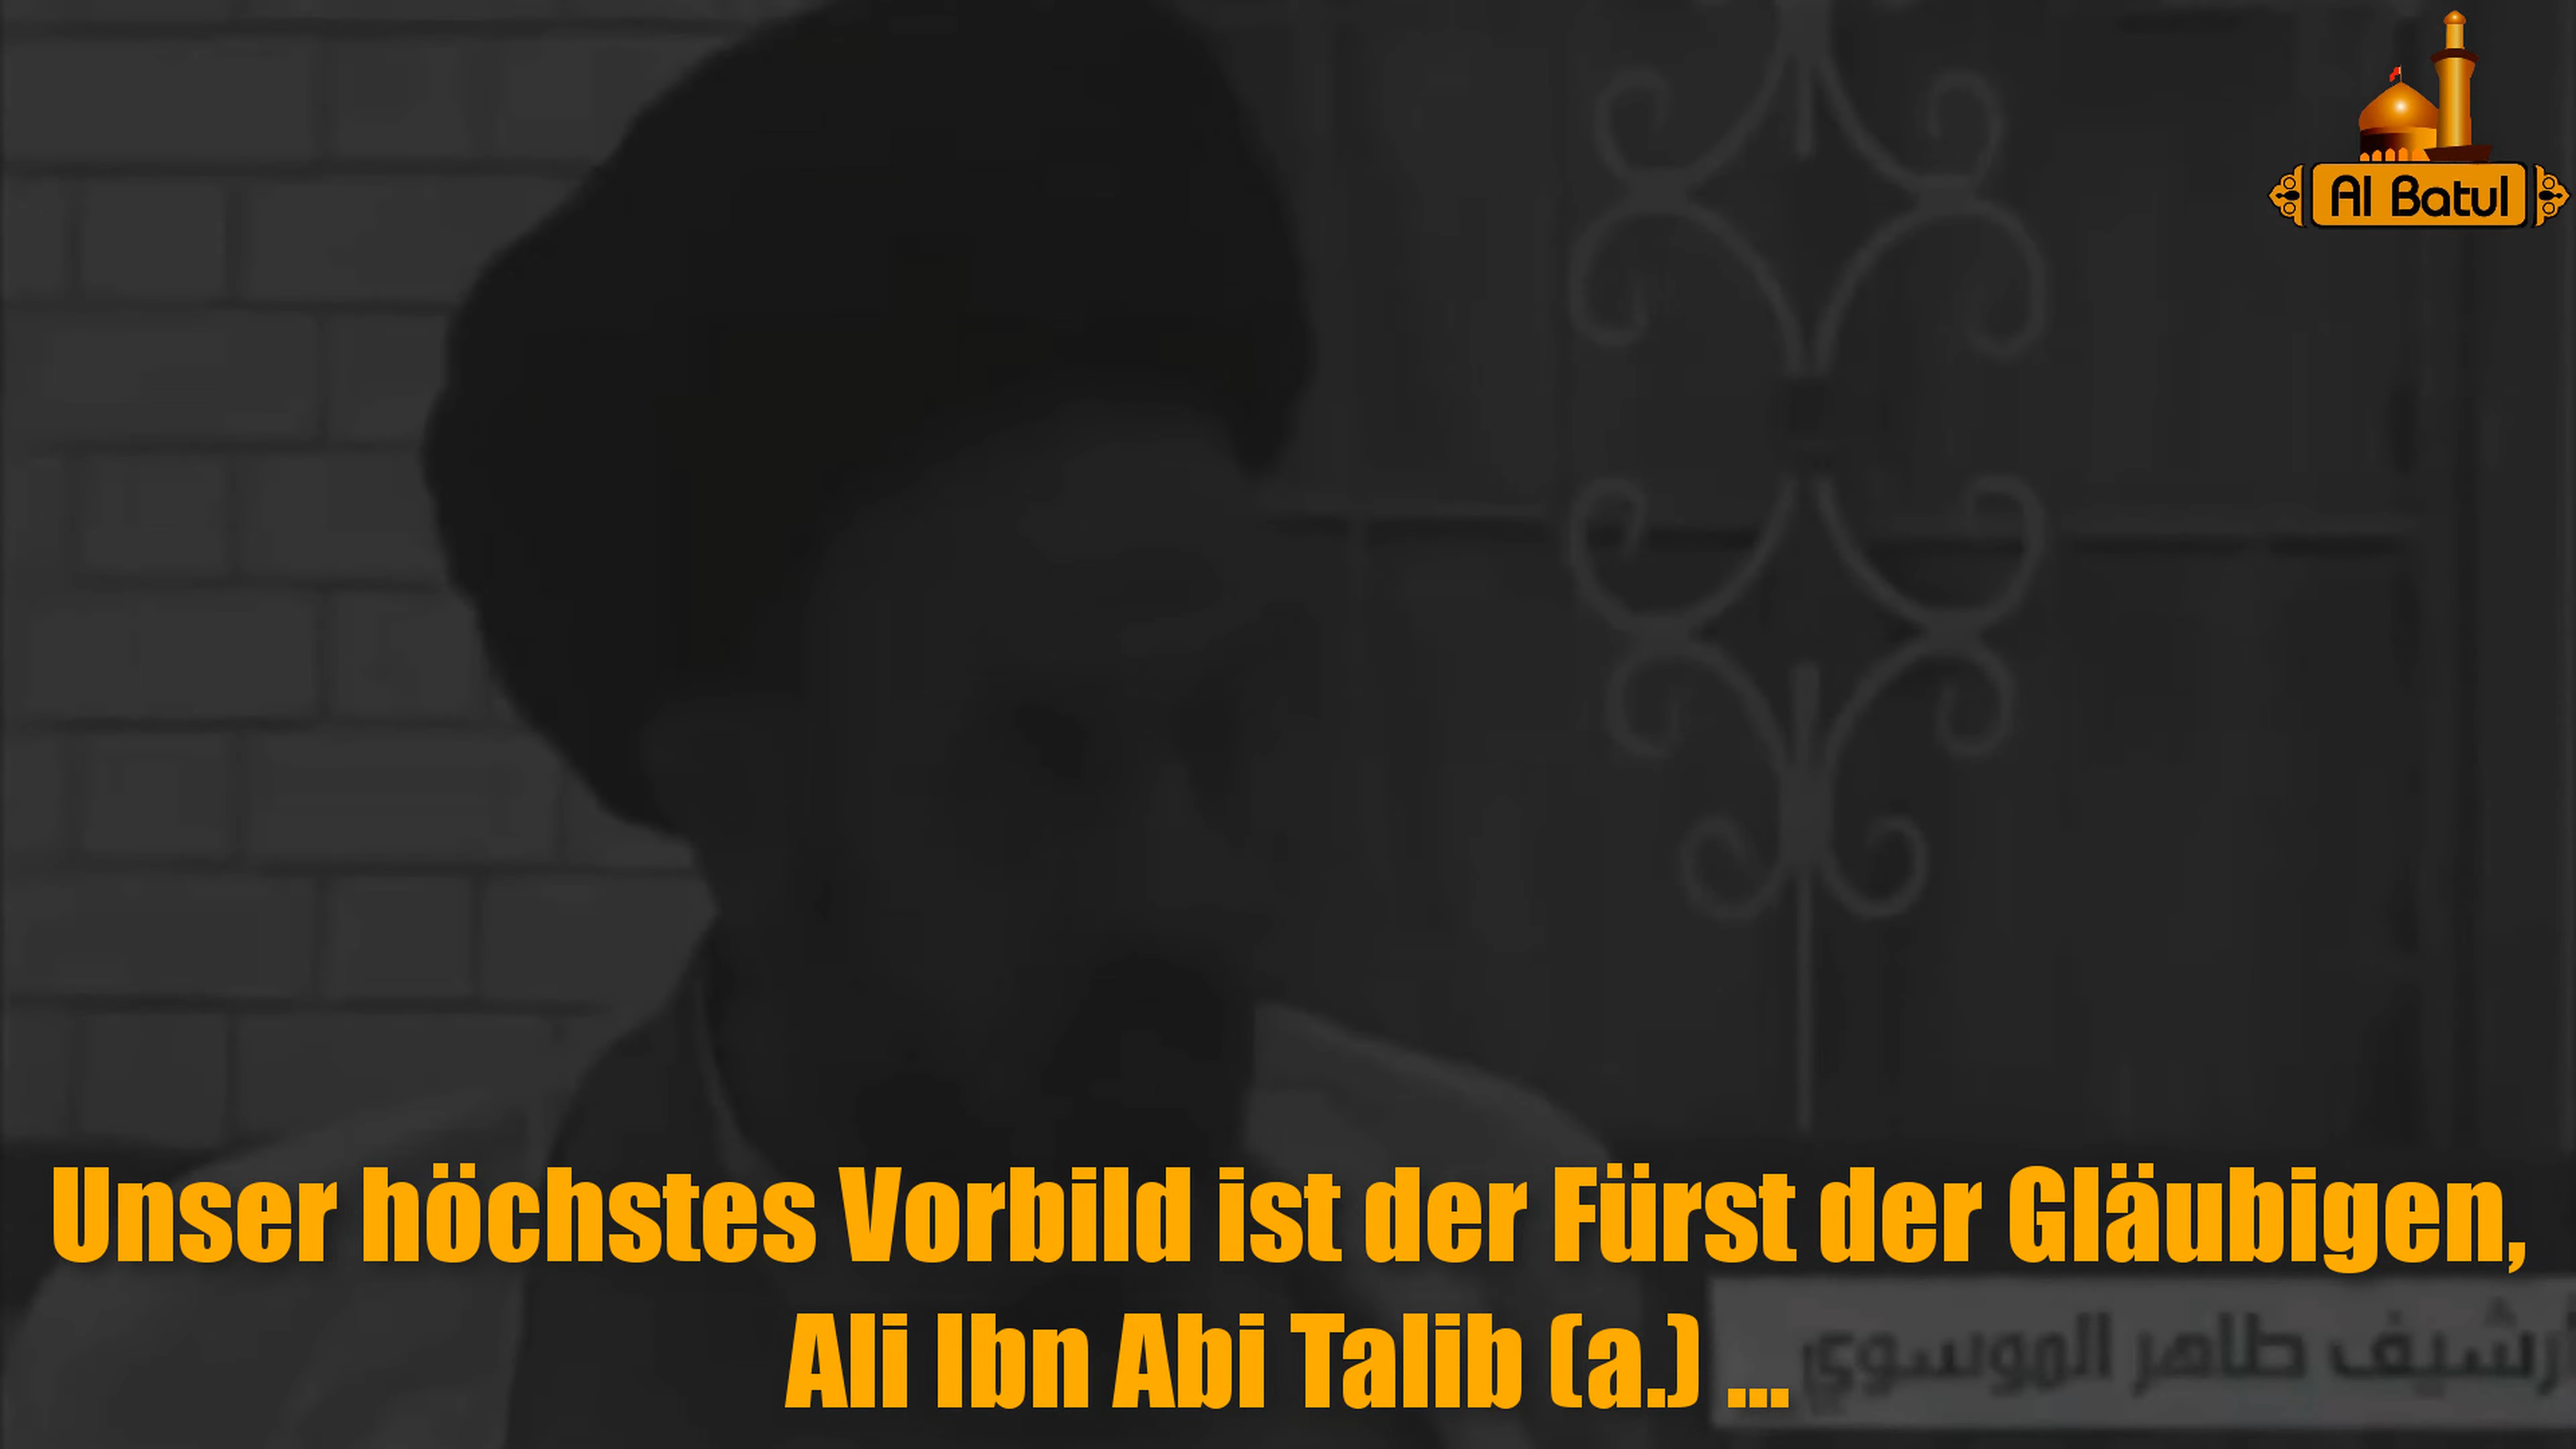 Al Batul
Unser höchstes Vorbild ist der Fürst der Gläubigen,
Ali Ibn Abi Talib (a.) ...
أرشيف طاهر الموسوي